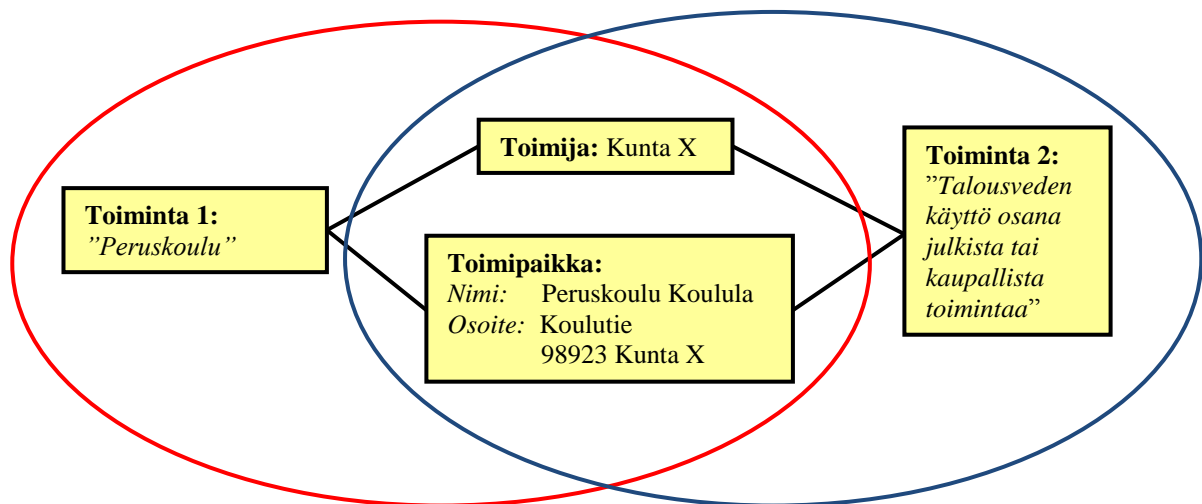 Toiminta 1:
”Peruskoulu”
Toimija: Kunta X
Toimipaikka:
Nimi: Peruskoulu Koulula
Osoite: Koulutie
98923 Kunta X
Toiminta 2:
”Talousveden
käyttö osana
julkista tai
kaupallista
toimintaa”